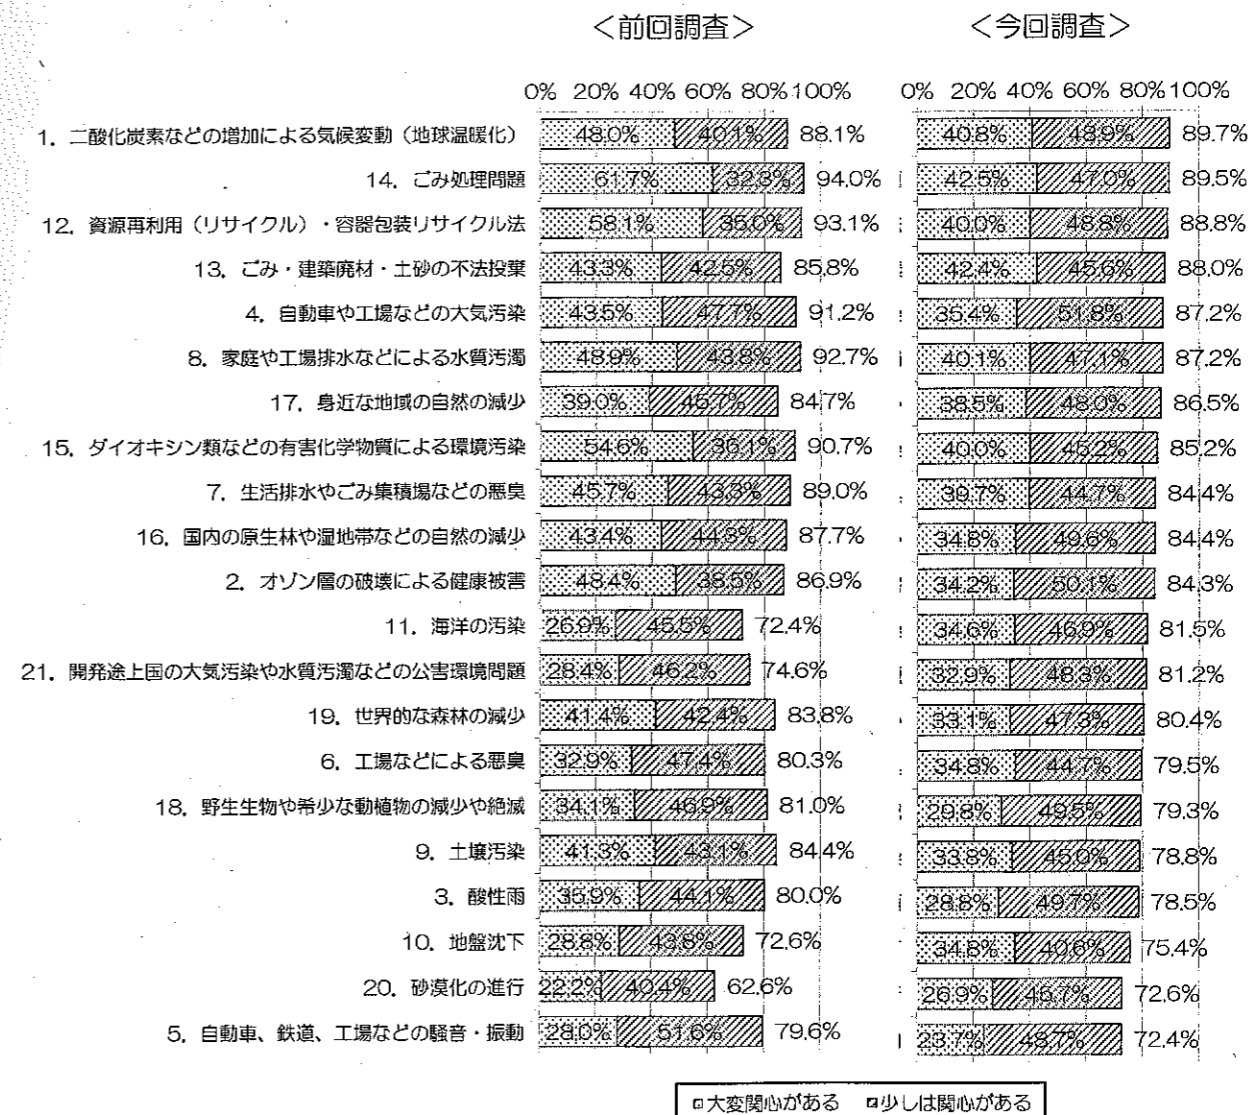 ＜前回調査＞ ＜今回調査＞
0% 20% 40% 60% 80% 100% 0% 20% 40% 60% 80% 100%
1. 二酸化炭素などの増加による気候変動（地球温暖化） 48.0% 40.1% 88.1% 40.8% 48.9% 89.7%
14. ごみ処理問題 61.7% 32.3% 94.0% 42.5% 47.0% 89.5%
12. 資源再利用（リサイクル）・容器包装リサイクル法 58.1% 35.0% 93.1% 40.0% 48.8% 88.8%
13. ごみ・建築廃材・土砂の不法投棄 43.3% 42.5% 85.8% 42.4% 45.6% 88.0%
4. 自動車や工場などの大気汚染 43.5% 47.7% 91.2% 35.4% 51.8% 87.2%
8. 家庭や工場排水などによる水質汚濁 48.9% 43.8% 92.7% 40.1% 47.1% 87.2%
17. 身近な地域の自然の減少 39.0% 45.7% 84.7% 38.5% 48.0% 86.5%
15. ダイオキシン類などの有害化学物質による環境汚染 54.6% 36.1% 90.7% 40.0% 45.2% 85.2%
7. 生活排水やごみ集積場などの悪臭 45.7% 43.3% 89.0% 39.7% 44.7% 84.4%
16. 国内の原生林や湿地帯などの自然の減少 43.4% 44.3% 87.7% 34.8% 49.6% 84.4%
2. オゾン層の破壊による健康被害 48.4% 38.5% 86.9% 34.2% 50.1% 84.3%
11. 海洋の汚染 26.9% 45.5% 72.4% 34.6% 46.9% 81.5%
21. 開発途上国の大気汚染や水質汚濁などの公害環境問題 28.4% 46.2% 74.6% 32.9% 48.3% 81.2%
19. 世界的な森林の減少 41.4% 42.4% 83.8% 33.1% 47.3% 80.4%
6. 工場などによる悪臭 32.9% 47.4% 80.3% 34.8% 44.7% 79.5%
18. 野生生物や希少な動植物の減少や絶滅 34.1% 46.9% 81.0% 29.8% 49.5% 79.3%
9. 土壌汚染 41.3% 43.1% 84.4% 33.8% 45.0% 78.8%
3. 酸性雨 35.9% 44.1% 80.0% 28.8% 49.7% 78.5%
10. 地盤沈下 28.8% 43.8% 72.6% 34.8% 40.6% 75.4%
20. 砂漠化の進行 22.2% 40.4% 62.6% 26.9% 45.7% 72.6%
5. 自動車、鉄道、工場などの騒音・振動 28.0% 51.6% 79.6% 23.7% 48.7% 72.4%
大変関心がある 少しは関心がある